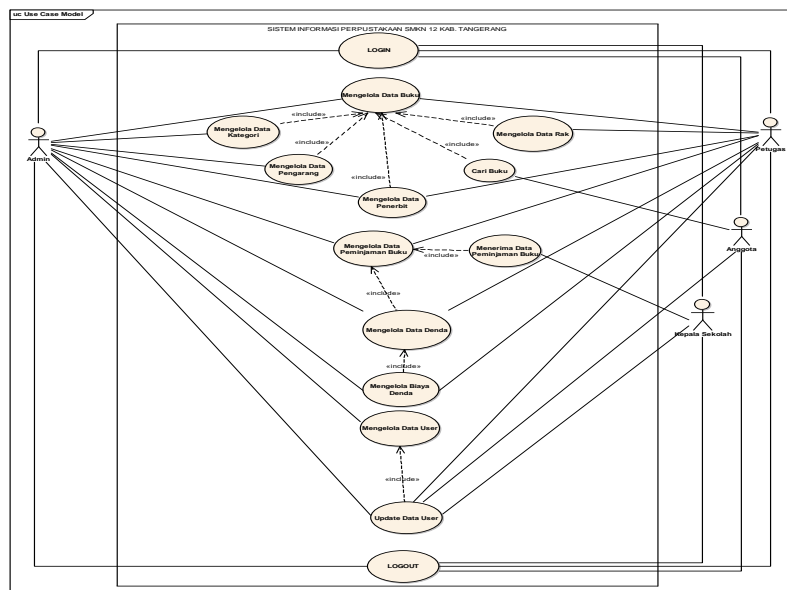 uc Use Case Model
SISTEM INFORMASI PERPUSTAKAAN SMKN 12 KAB. TANGERANG
LOGIN
Mengelola Data Buku
«include»
Mengelola Data
Kategori
«include»
Mengelola Data
Pengarang
«include»
Mengelola Data Rak
«include»
Cari Buku
«include»
Mengelola Data
Penerbit
Admin
Petugas
Anggota
Kepala Sekolah
Mengelola Data
Peminjaman Buku
«include»
Menerima Data
Peminjaman Buku
«include»
Mengelola Data Denda
«include»
Mengelola Biaya
Denda
Mengelola Data User
«include»
Update Data User
LOGOUT